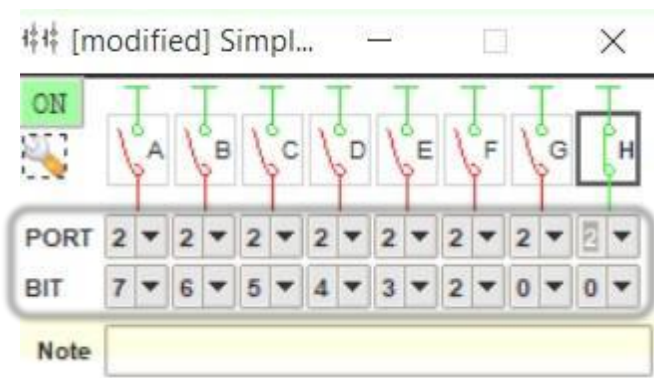 [modified] Simpl...
ON
A B C D E F G H
PORT 2 2 2 2 2 2 2 2
BIT 7 6 5 4 3 2 0 0
Note